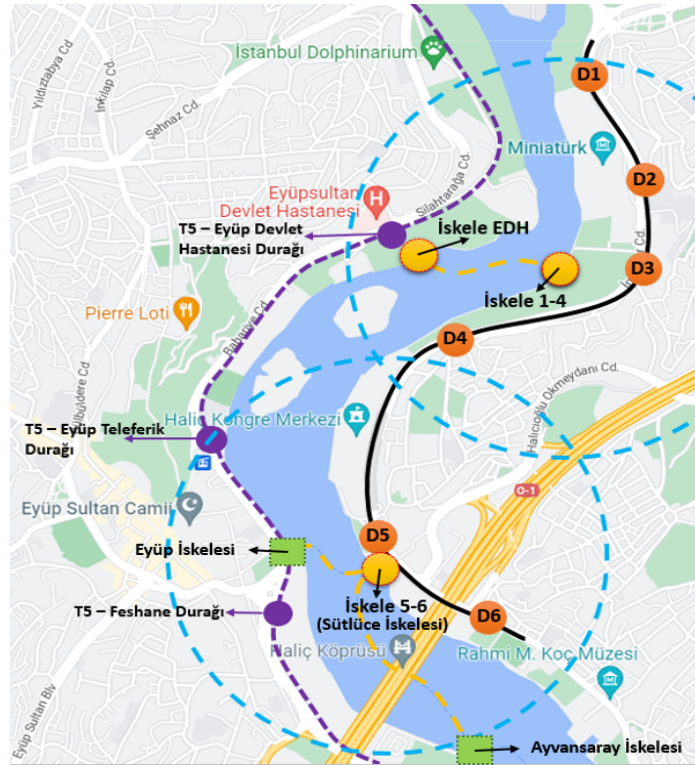 Yıldıztabya Cd
İnkılap Cd.
İstanbul Dolphinarium
D1
Şehnaz Cd.
Miniatürk
D2
Silahtarağa Cd.
Eyüpsultan
Devlet Hastanesi
H
T5 – Eyüp Devlet
Hastanesi Durağı
İskele EDH
D3
İskele 1-4
Pierre Loti
Bahariye Cd.
D4
Halıcıoğlu Okmeydanı Cd.
Haliç Kongre Merkezi
T5 – Eyüp Teleferik
Durağı
O-1
Eyüp Sultan Camii
D5
Eyüp İskelesi
İskele 5-6
(Sütlüce İskelesi)
T5 – Feshane Durağı
D6
Haliç Köprüsü
Rahmi M. Koç Müzesi
Eyüp Sultan Blv
Ayvansaray İskelesi